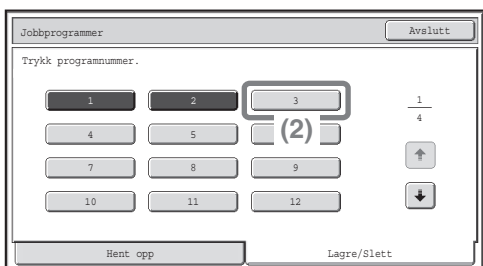 Jobbprogrammer Avslutt
Trykk programnummer.
1 2 3 1
4
4 5 (2)
7 8 9
10 11 12
Hent opp Lagre/Slett